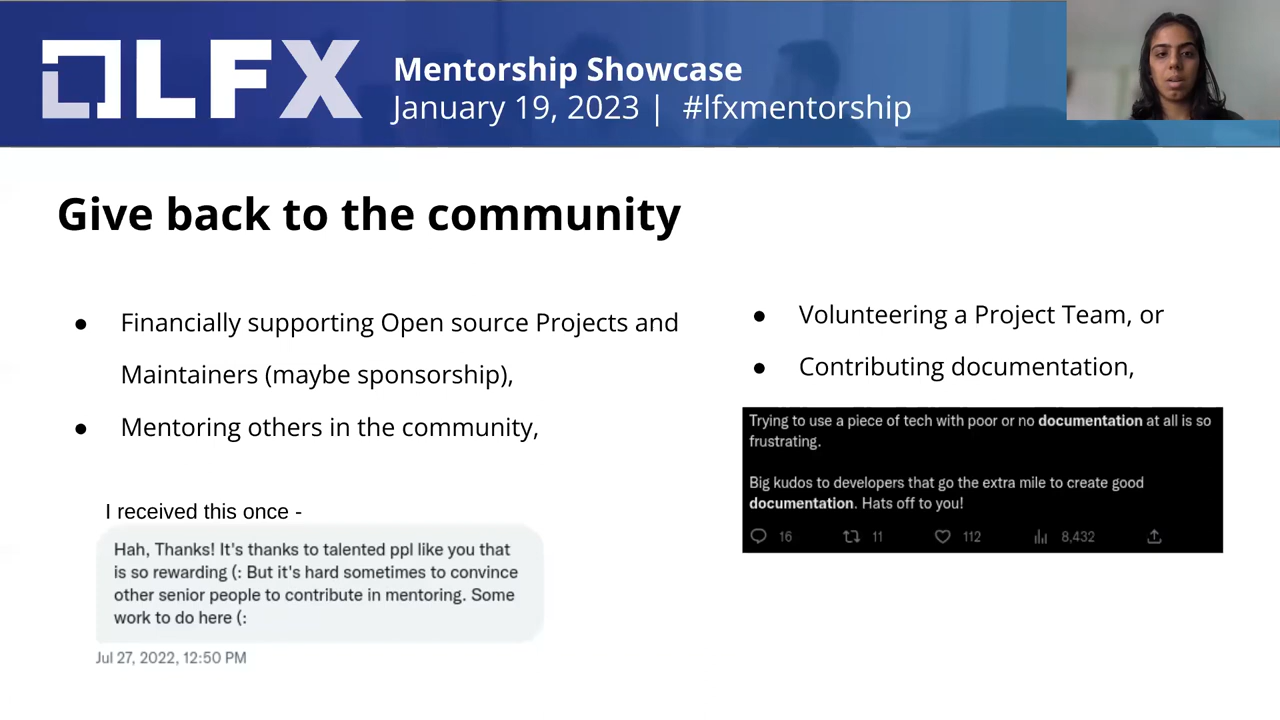 LFX
Mentorship Showcase
January 19, 2023 | #lfxmentorship
Give back to the community
● Financially supporting Open source Projects and
Maintainers (maybe sponsorship),
● Mentoring others in the community,
I received this once -
Hah, Thanks! It's thanks to talented ppl like you that
is so rewarding (: But it's hard sometimes to convince
other senior people to contribute in mentoring. Some
work to do here (:
Jul 27, 2022, 12:50 PM
● Volunteering a Project Team, or
● Contributing documentation,
Trying to use a piece of tech with poor or no documentation at all is so
frustrating.
Big kudos to developers that go the extra mile to create good
documentation. Hats off to you!
16 11 112 8,432